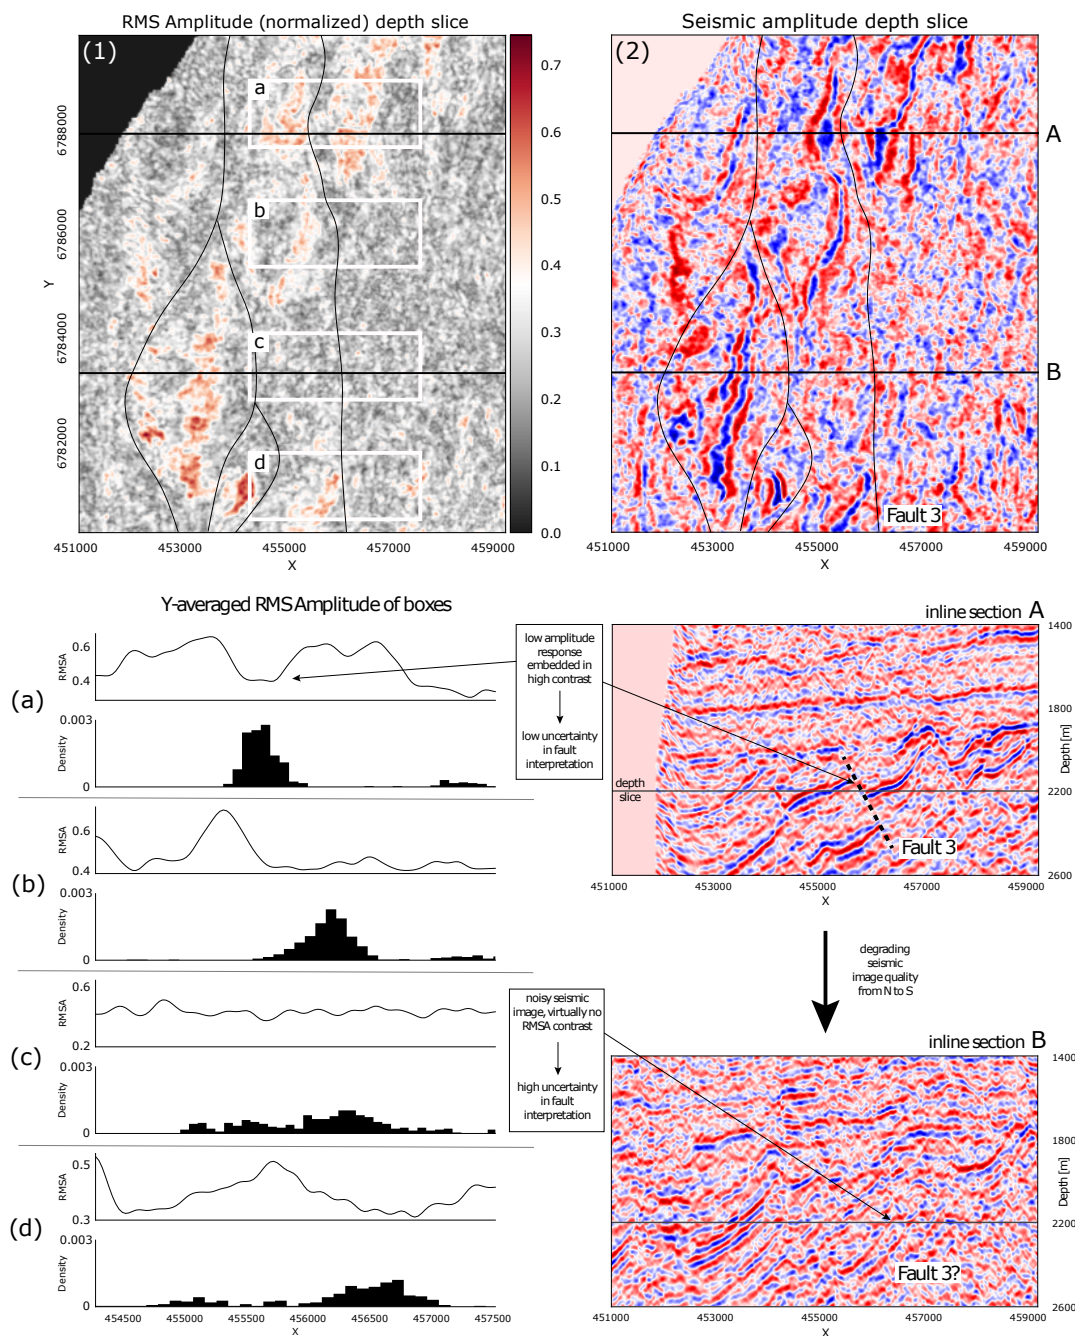 RMS Amplitude (normalized) depth slice
(1)
a
b
c
d
6788000
6786000
6784000
6782000
Y
451000 453000 455000 457000 459000
X
0.7
0.6
0.5
0.4
0.3
0.2
0.1
0.0
Seismic amplitude depth slice
(2)
A
B
Fault 3
451000 453000 455000 457000 459000
X
Y-averaged RMS Amplitude of boxes
(a)
RMSA
0.6
0.4
Density
0.003
0
(b)
RMSA
0.6
0.4
Density
0.003
0
(c)
RMSA
0.6
0.2
Density
0.003
0
(d)
RMSA
0.5
0.3
Density
0.003
0
454500 455000 455500 456000 456500 457000 457500
X
low amplitude
response
embedded in
high contrast
low uncertainty
in fault
interpretation
noisy seismic
image, virtually no
RMSA contrast
high uncertainty
in fault
interpretation
inline section A
depth
slice
Fault 3
1400
1800
2200
2600
Depth [m]
451000 453000 455000 457000 459000
X
degrading
seismic
image quality
from N to S
inline section B
Fault 3?
1400
1800
2200
2600
Depth [m]
451000 453000 455000 457000 459000
X